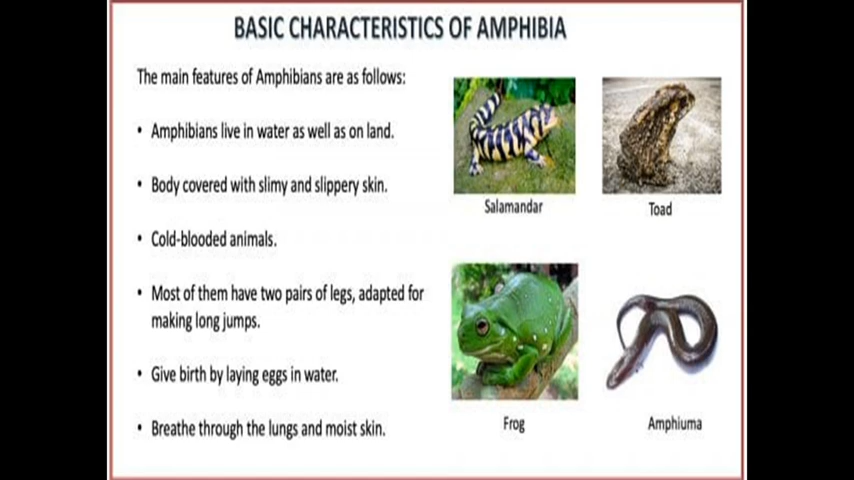 BASIC CHARACTERISTICS OF AMPHIBIA
The main features of Amphibians are as follows:
• Amphibians live in water as well as on land.
• Body covered with slimy and slippery skin.
• Cold-blooded animals.
• Most of them have two pairs of legs, adapted for
making long jumps.
• Give birth by laying eggs in water.
• Breathe through the lungs and moist skin.
Salamandar
Toad
Frog
Amphiuma